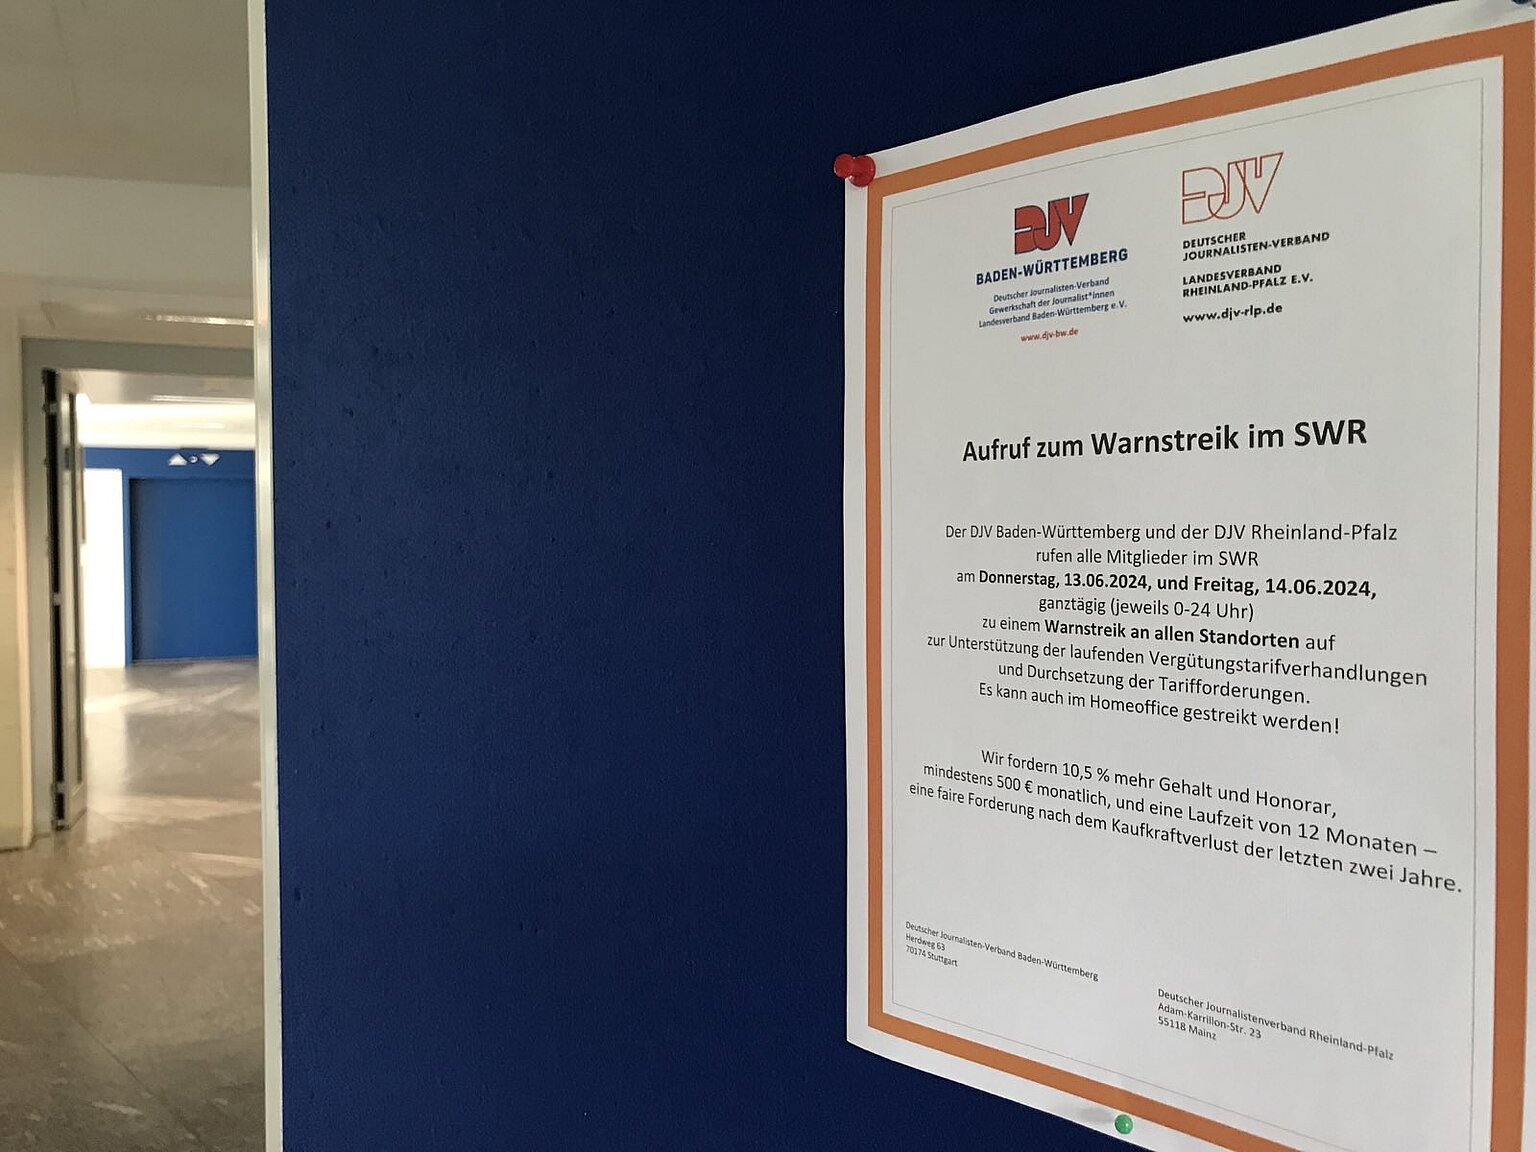 DJV
BADEN-WÜRTTEMBERG
Deutscher Journalisten-Verband
Gewerkschaft der Journalist*innen
Landesverband Baden-Württemberg e.V.
www.djv-bw.de
DJV
DEUTSCHER
JOURNALISTEN-VERBAND
LANDESVERBAND
RHEINLAND-PFALZ E.V.
www.djv-rlp.de
Aufruf zum Warnstreik im SWR
Der DJV Baden-Württemberg und der DJV Rheinland-Pfalz
rufen alle Mitglieder im SWR
am Donnerstag, 13.06.2024, und Freitag, 14.06.2024,
ganztägig (jeweils 0-24 Uhr)
zu einem Warnstreik an allen Standorten auf
zur Unterstützung der laufenden Vergütungstarifverhandlungen
und Durchsetzung der Tarifforderungen.
Es kann auch im Homeoffice gestreikt werden!
Wir fordern 10,5 % mehr Gehalt und Honorar,
mindestens 500 € monatlich, und eine Laufzeit von 12 Monaten –
eine faire Forderung nach dem Kaufkraftverlust der letzten zwei Jahre.
Deutscher Journalisten-Verband Baden-Württemberg
Herdweg 63
70174 Stuttgart
Deutscher Journalistenverband Rheinland-Pfalz
Adam-Karrillon-Str. 23
55118 Mainz